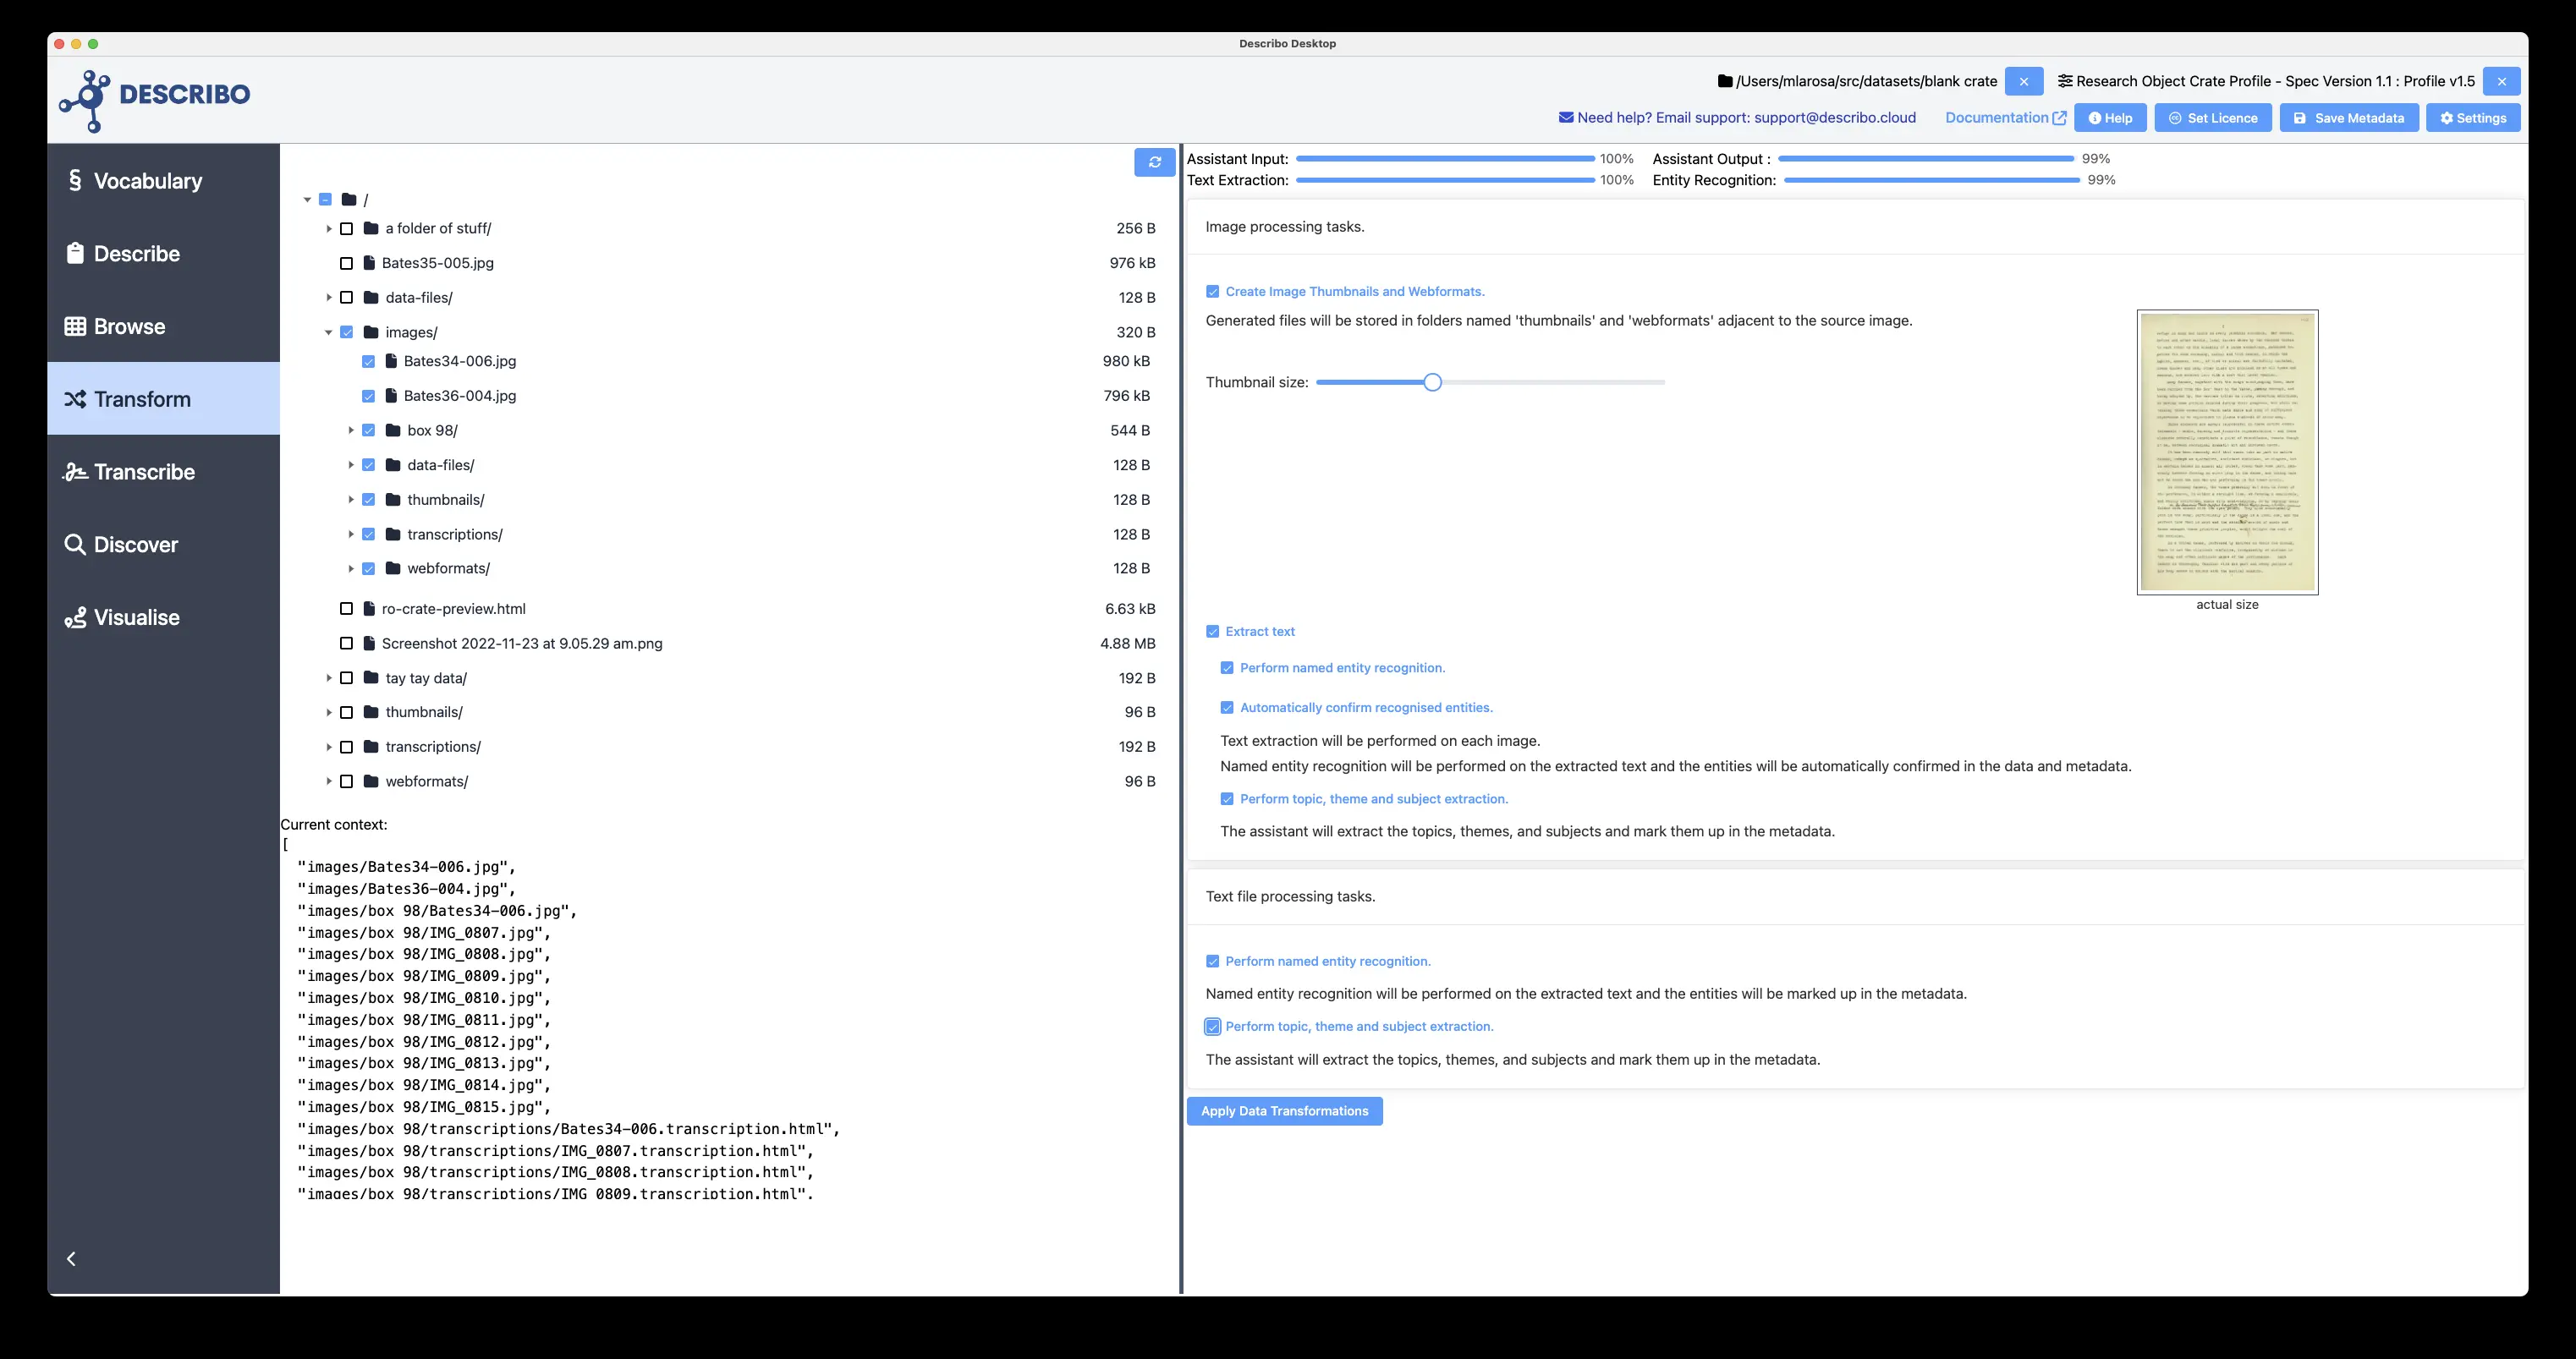 Describo Desktop
DESCRIBO
/Users/mlarosa/src/datasets/blank crate
Research Object Crate Profile - Spec Version 1.1 : Profile v1.5
Need help? Email support: support@describo.cloud
Documentation
Help
Set Licence
Save Metadata
Settings
Vocabulary
Describe
Browse
Transform
Transcribe
Discover
Visualise
/
a folder of stuff/ 256 B
Bates35-005.jpg 976 kB
data-files/ 128 B
images/ 320 B
Bates34-006.jpg 980 kB
Bates36-004.jpg 796 kB
box 98/ 544 B
data-files/ 128 B
thumbnails/ 128 B
transcriptions/ 128 B
webformats/ 128 B
ro-crate-preview.html 6.63 kB
Screenshot 2022-11-23 at 9.05.29 am.png 4.88 MB
tay tay data/ 192 B
thumbnails/ 96 B
transcriptions/ 192 B
webformats/ 96 B
Current context:
[
"images/Bates34-006.jpg",
"images/Bates36-004.jpg",
"images/box 98/Bates34-006.jpg",
"images/box 98/IMG_0807.jpg",
"images/box 98/IMG_0808.jpg",
"images/box 98/IMG_0809.jpg",
"images/box 98/IMG_0810.jpg",
"images/box 98/IMG_0811.jpg",
"images/box 98/IMG_0812.jpg",
"images/box 98/IMG_0813.jpg",
"images/box 98/IMG_0814.jpg",
"images/box 98/IMG_0815.jpg",
"images/box 98/transcriptions/Bates34-006.transcription.html",
"images/box 98/transcriptions/IMG_0807.transcription.html",
"images/box 98/transcriptions/IMG_0808.transcription.html",
"images/box 98/transcriptions/IMG_0809.transcription.html",
Assistant Input: 100% Assistant Output : 99%
Text Extraction: 100% Entity Recognition: 99%
Image processing tasks.
Create Image Thumbnails and Webformats.
Generated files will be stored in folders named 'thumbnails' and 'webformats' adjacent to the source image.
Thumbnail size:
actual size
Extract text
Perform named entity recognition.
Automatically confirm recognised entities.
Text extraction will be performed on each image.
Named entity recognition will be performed on the extracted text and the entities will be automatically confirmed in the data and metadata.
Perform topic, theme and subject extraction.
The assistant will extract the topics, themes, and subjects and mark them up in the metadata.
Text file processing tasks.
Perform named entity recognition.
Named entity recognition will be performed on the extracted text and the entities will be marked up in the metadata.
Perform topic, theme and subject extraction.
The assistant will extract the topics, themes, and subjects and mark them up in the metadata.
Apply Data Transformations